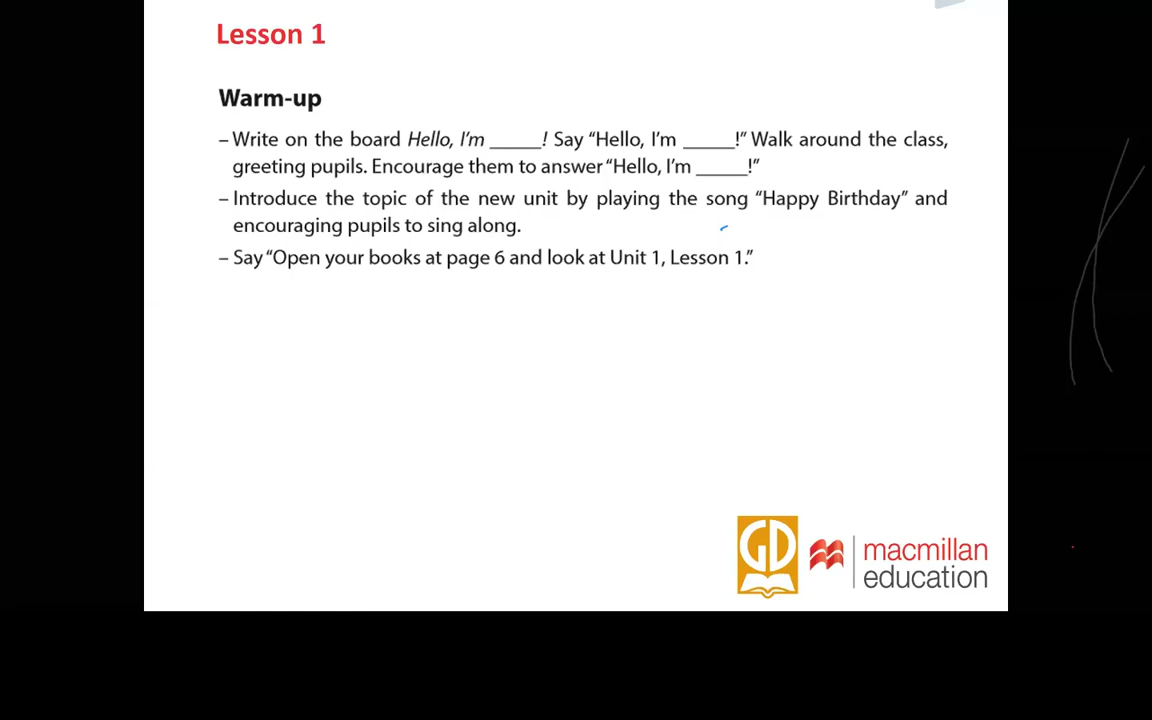 Lesson 1
Warm-up
– Write on the board Hello, I'm _____! Say “Hello, I'm _____!” Walk around the class,
greeting pupils. Encourage them to answer “Hello, I'm _____!”
– Introduce the topic of the new unit by playing the song “Happy Birthday” and
encouraging pupils to sing along.
– Say “Open your books at page 6 and look at Unit 1, Lesson 1.”
GD
macmillan
education